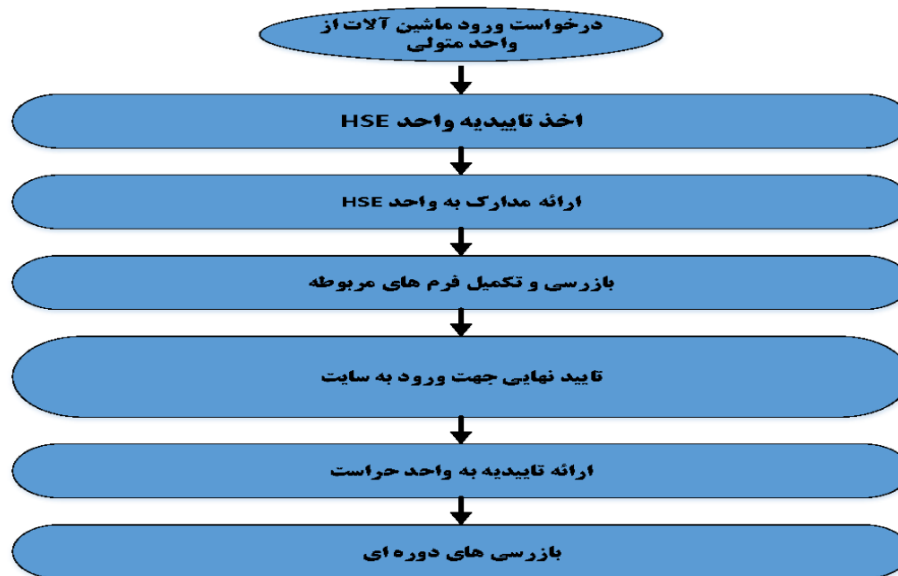 درخواست ورود ماشین آلات از
واحد متولی
اخذ تاییدیه واحد HSE
ارائه مدارک به واحد HSE
بازرسی و تکمیل فرم های مربوطه
تایید نهایی جهت ورود به سایت
ارائه تاییدیه به واحد حراست
بازرسی های دوره ای